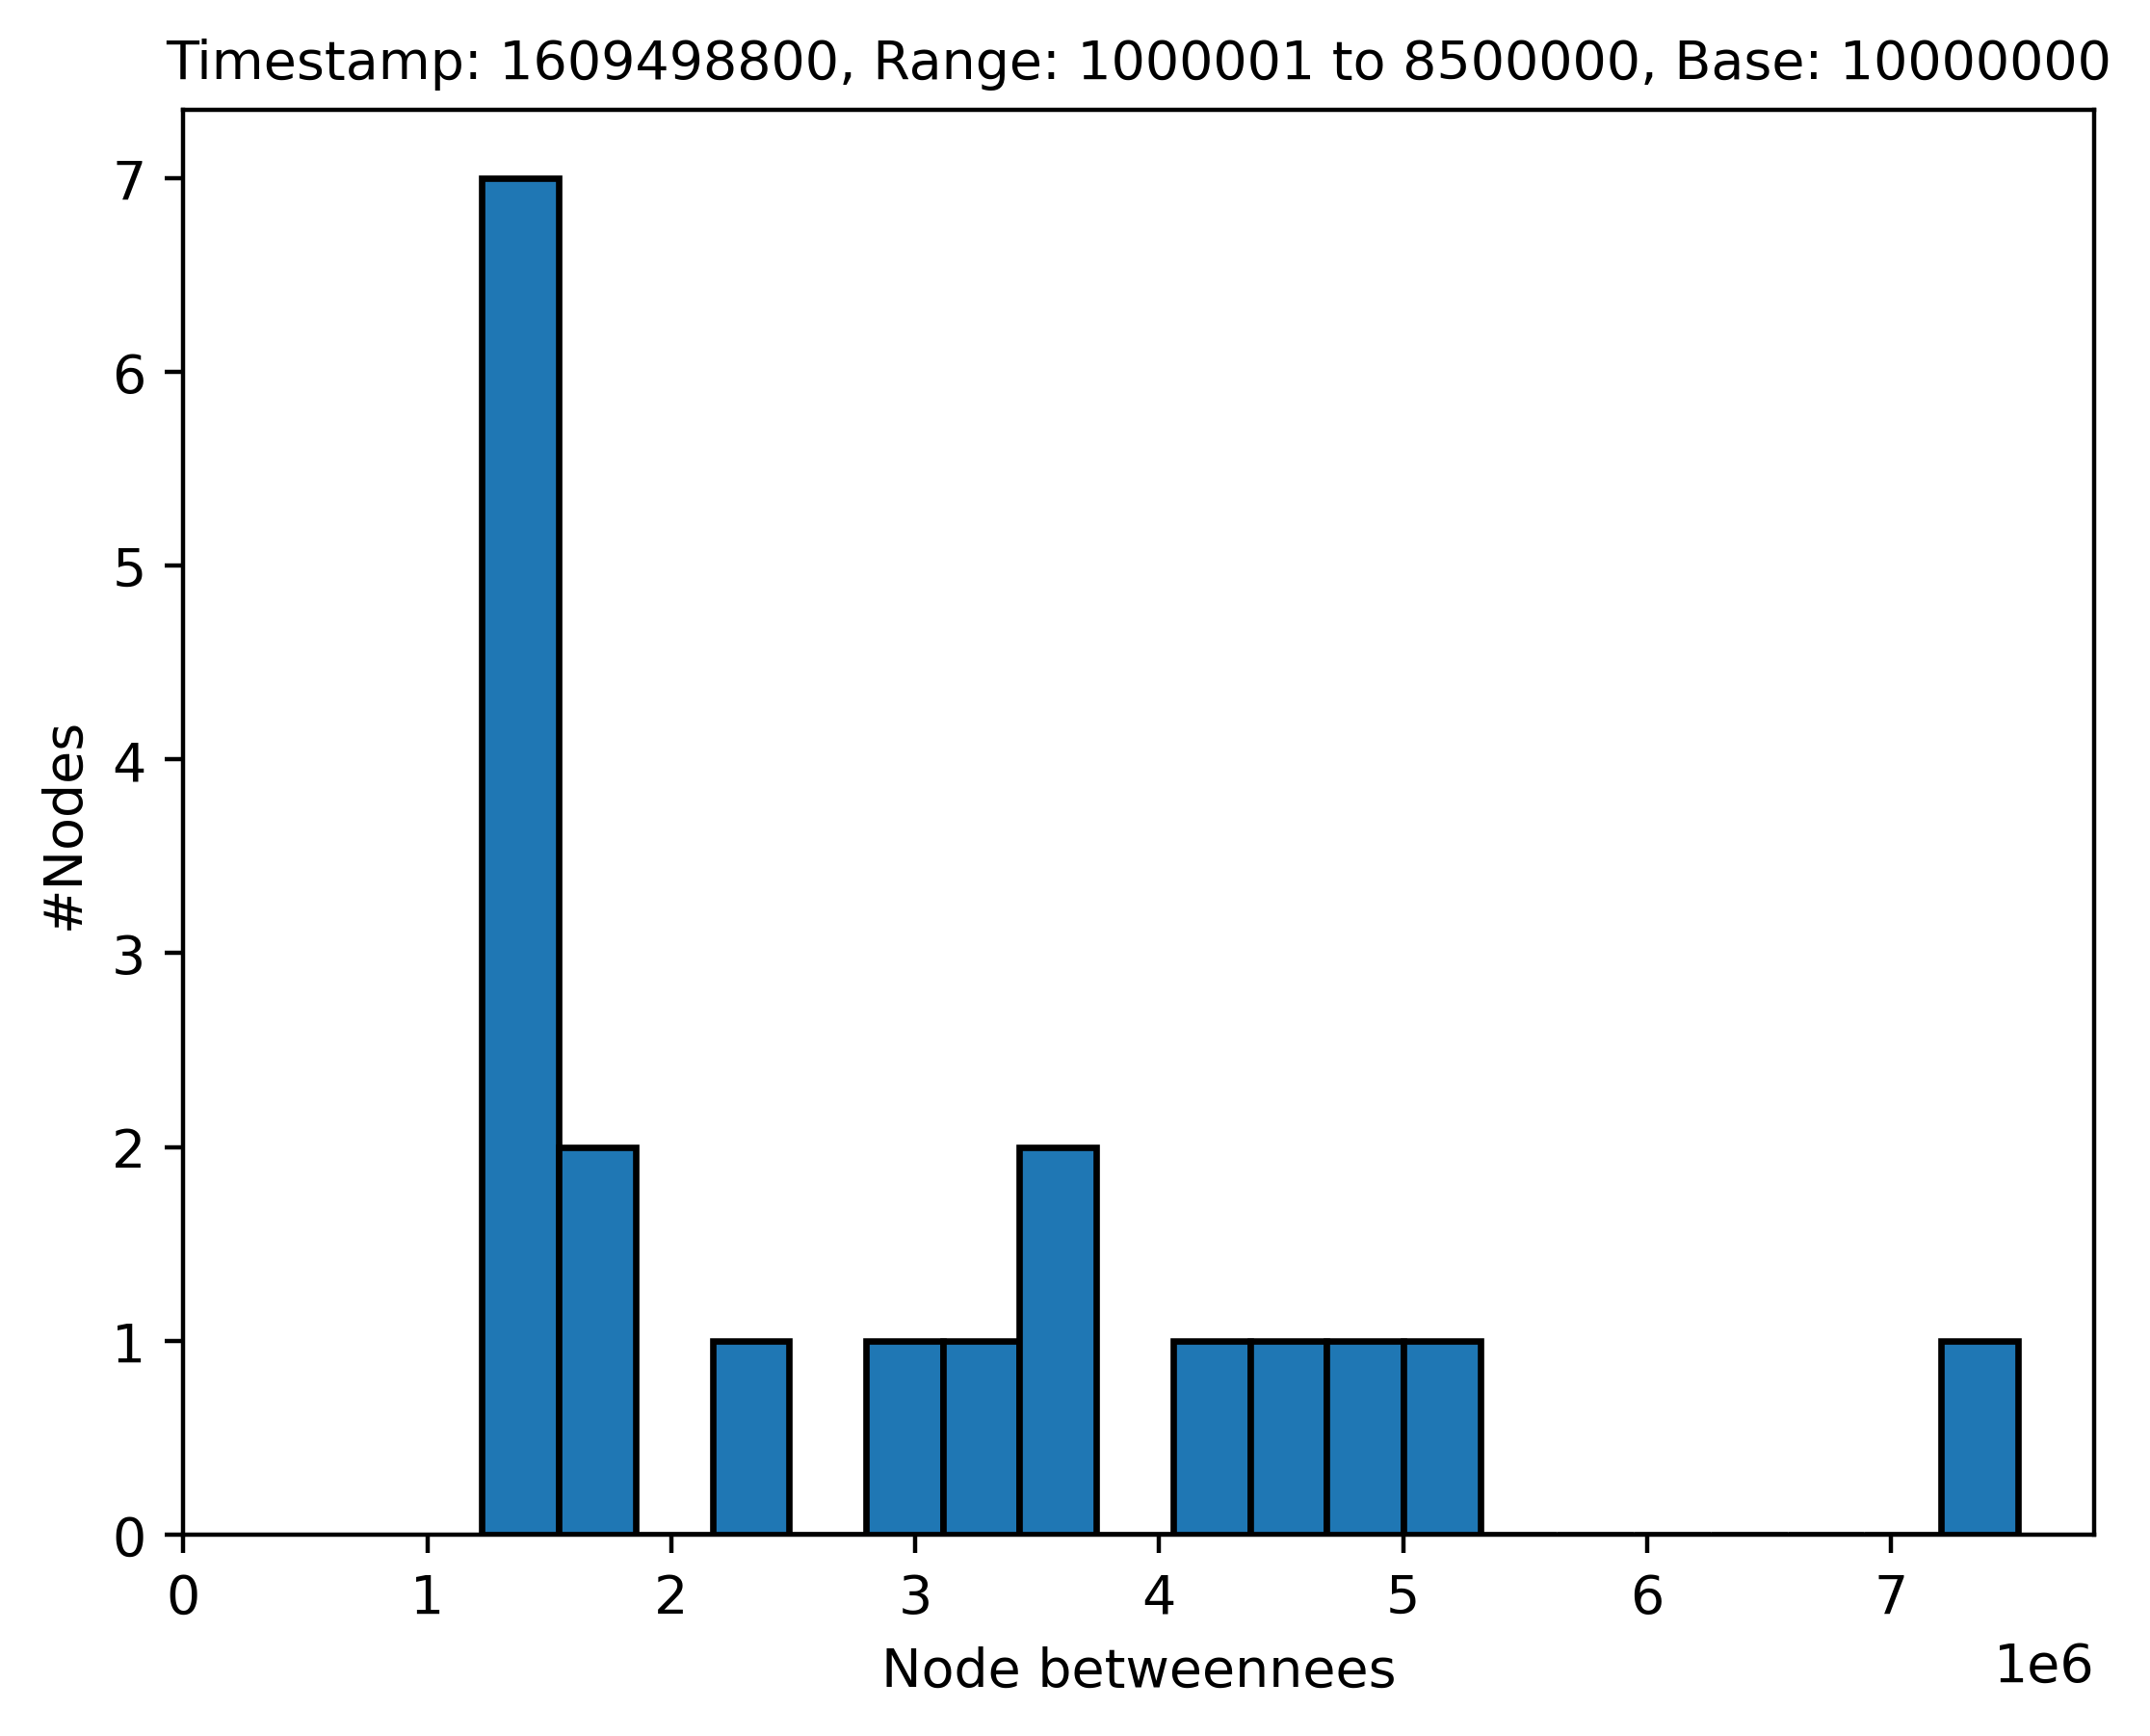 Timestamp: 1609498800, Range: 1000001 to 8500000, Base: 10000000
7
6
5
4
3
2
1
0
#Nodes
0 1 2 3 4 5 6 7
Node betweennees
1e6